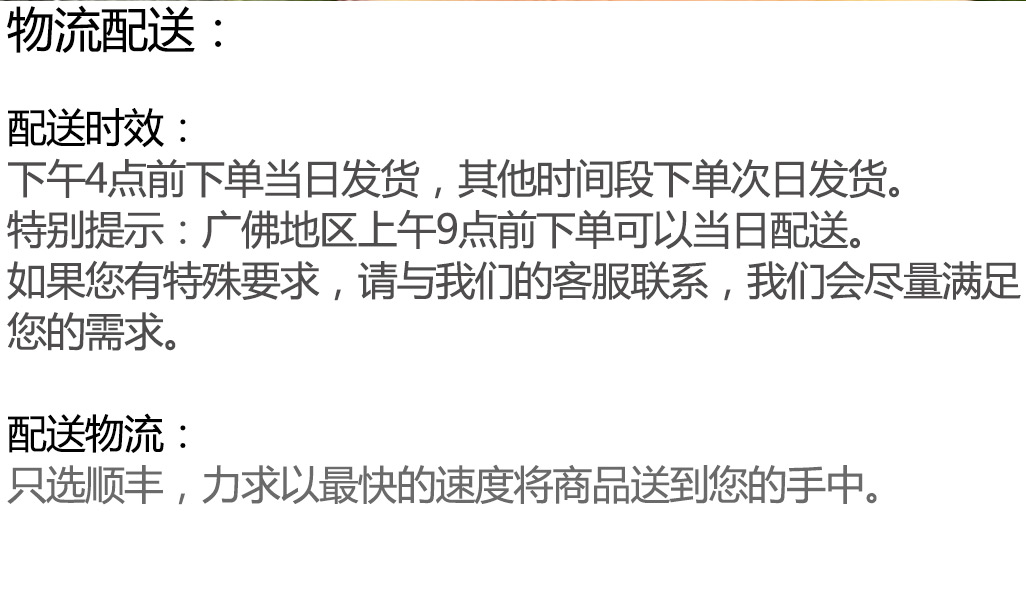 物流配送：
配送时效：
下午4点前下单当日发货，其他时间段下单次日发货。
特别提示：广佛地区上午9点前下单可以当日配送。
如果您有特殊要求，请与我们的客服联系，我们会尽量满足
您的需求。
配送物流：
只选顺丰，力求以最快的速度将商品送到您的手中。